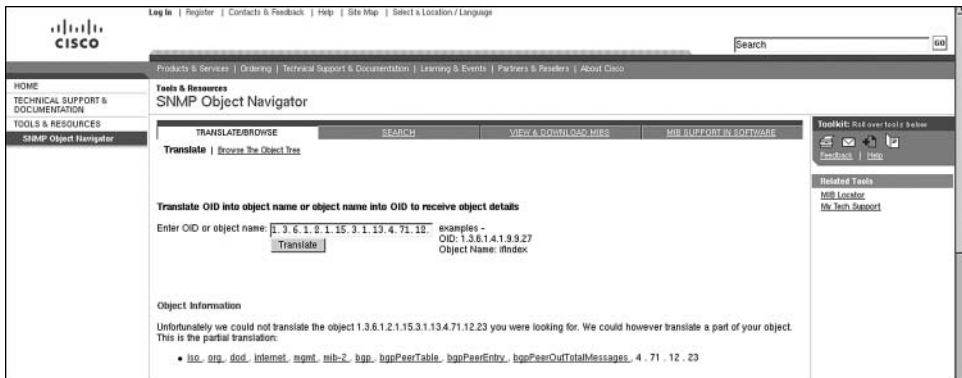 Log In | Register | Contacts & Feedback | Help | Site Map | Select a Location / Language
CISCO
Search
GO
Products & Services | Ordering | Technical Support & Documentation | Learning & Events | Partners & Resellers | About Cisco
HOME
TECHNICAL SUPPORT & DOCUMENTATION
TOOLS & RESOURCES
SNMP Object Navigator
Tools & Resources
SNMP Object Navigator
TRANSLATE/BROWSE
SEARCH
VIEW & DOWNLOAD MIBS
MIB SUPPORT IN SOFTWARE
Translate | Browse The Object Tree
Translate OID into object name or object name into OID to receive object details
Enter OID or object name: 1.3.6.1.2.1.15.3.1.13.4.71.12.
examples -
OID: 1.3.6.1.4.1.9.9.27
Object Name: ifIndex
Translate
Object Information
Unfortunately we could not translate the object 1.3.6.1.2.1.15.3.1.13.4.71.12.23 you were looking for. We could however translate a part of your object.
This is the partial translation:
• iso . org . dod . internet . mgmt . mib-2 . bgp . bgpPeerTable . bgpPeerEntry . bgpPeerOutTotalMessages . 4 . 71 . 12 . 23
Toolkit: Roll over tools below
Feedback | Help
Related Tools
MIB Locator
My Tech Support